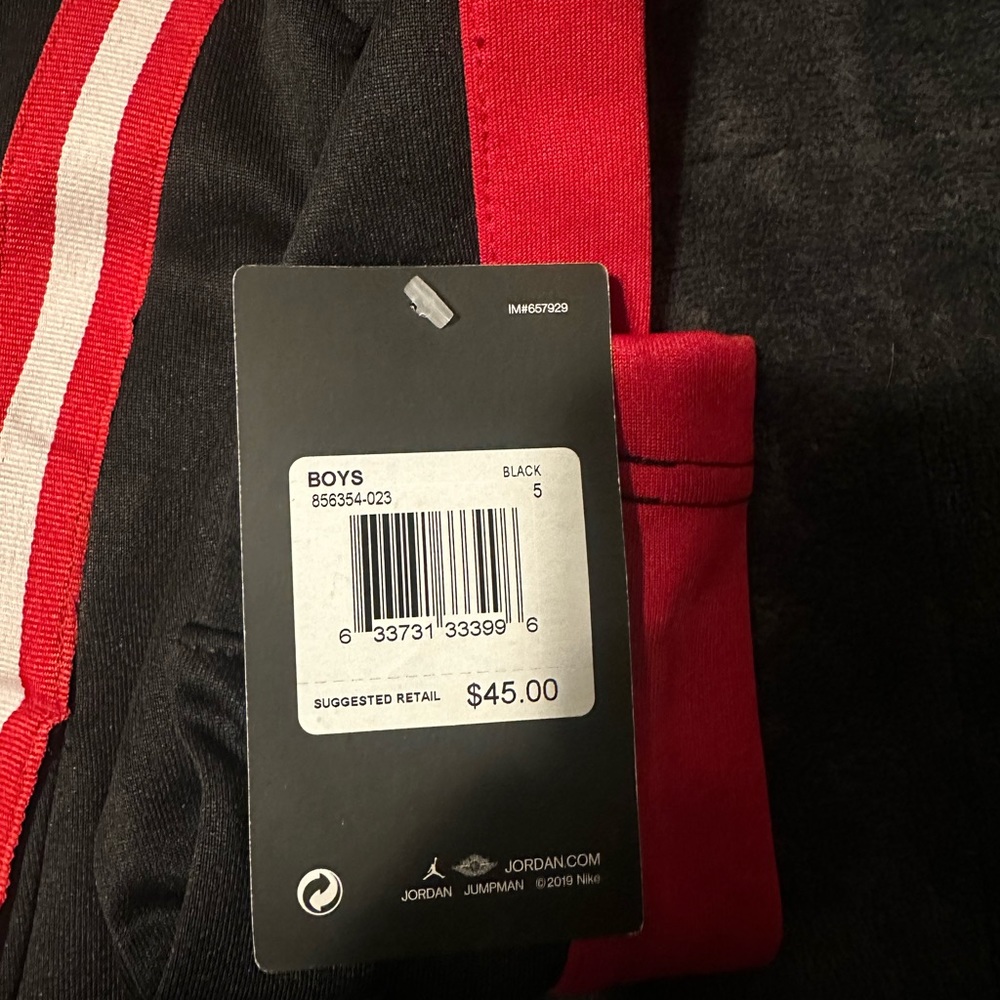 IM#657929
BOYS BLACK
856354-023 5
6 33731 33399 6
SUGGESTED RETAIL $45.00
JORDAN.COM
JORDAN JUMPMAN ©2019 Nike